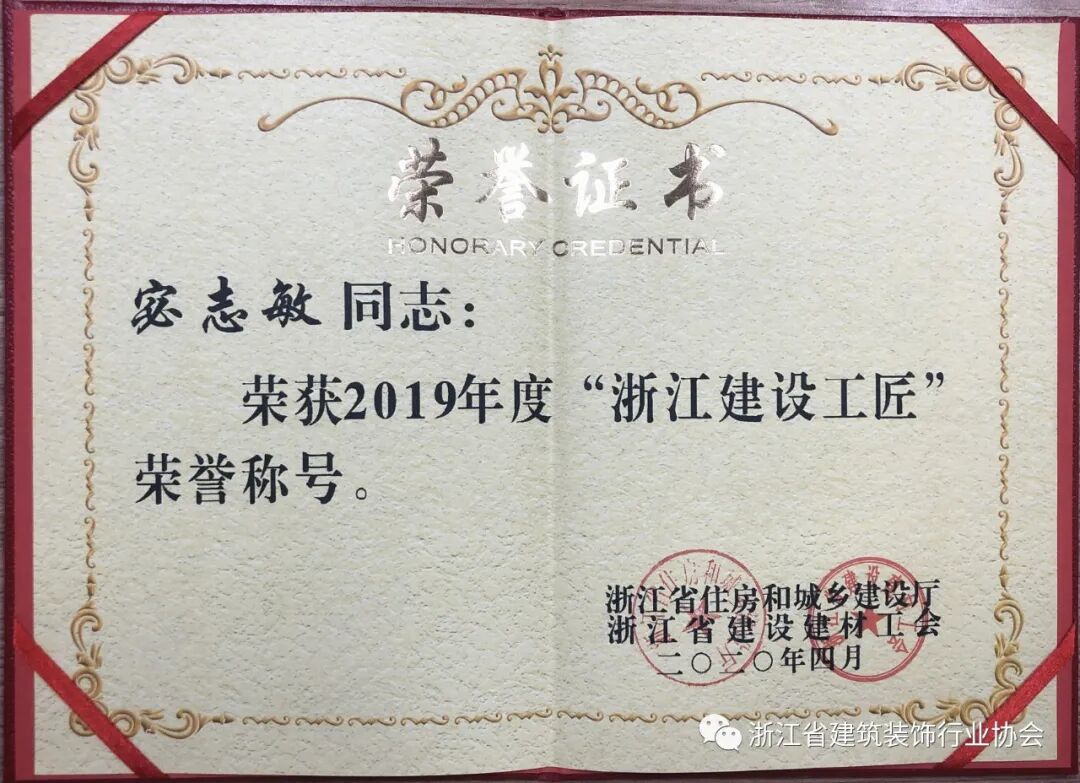 荣誉证书
HONORARY CREDENTIAL
宓志敏 同志：
荣获2019年度“浙江建设工匠”
荣誉称号。
浙江省住房和城乡建设厅
浙江省建设建材工会
二〇二〇年四月
浙江省建筑装饰行业协会